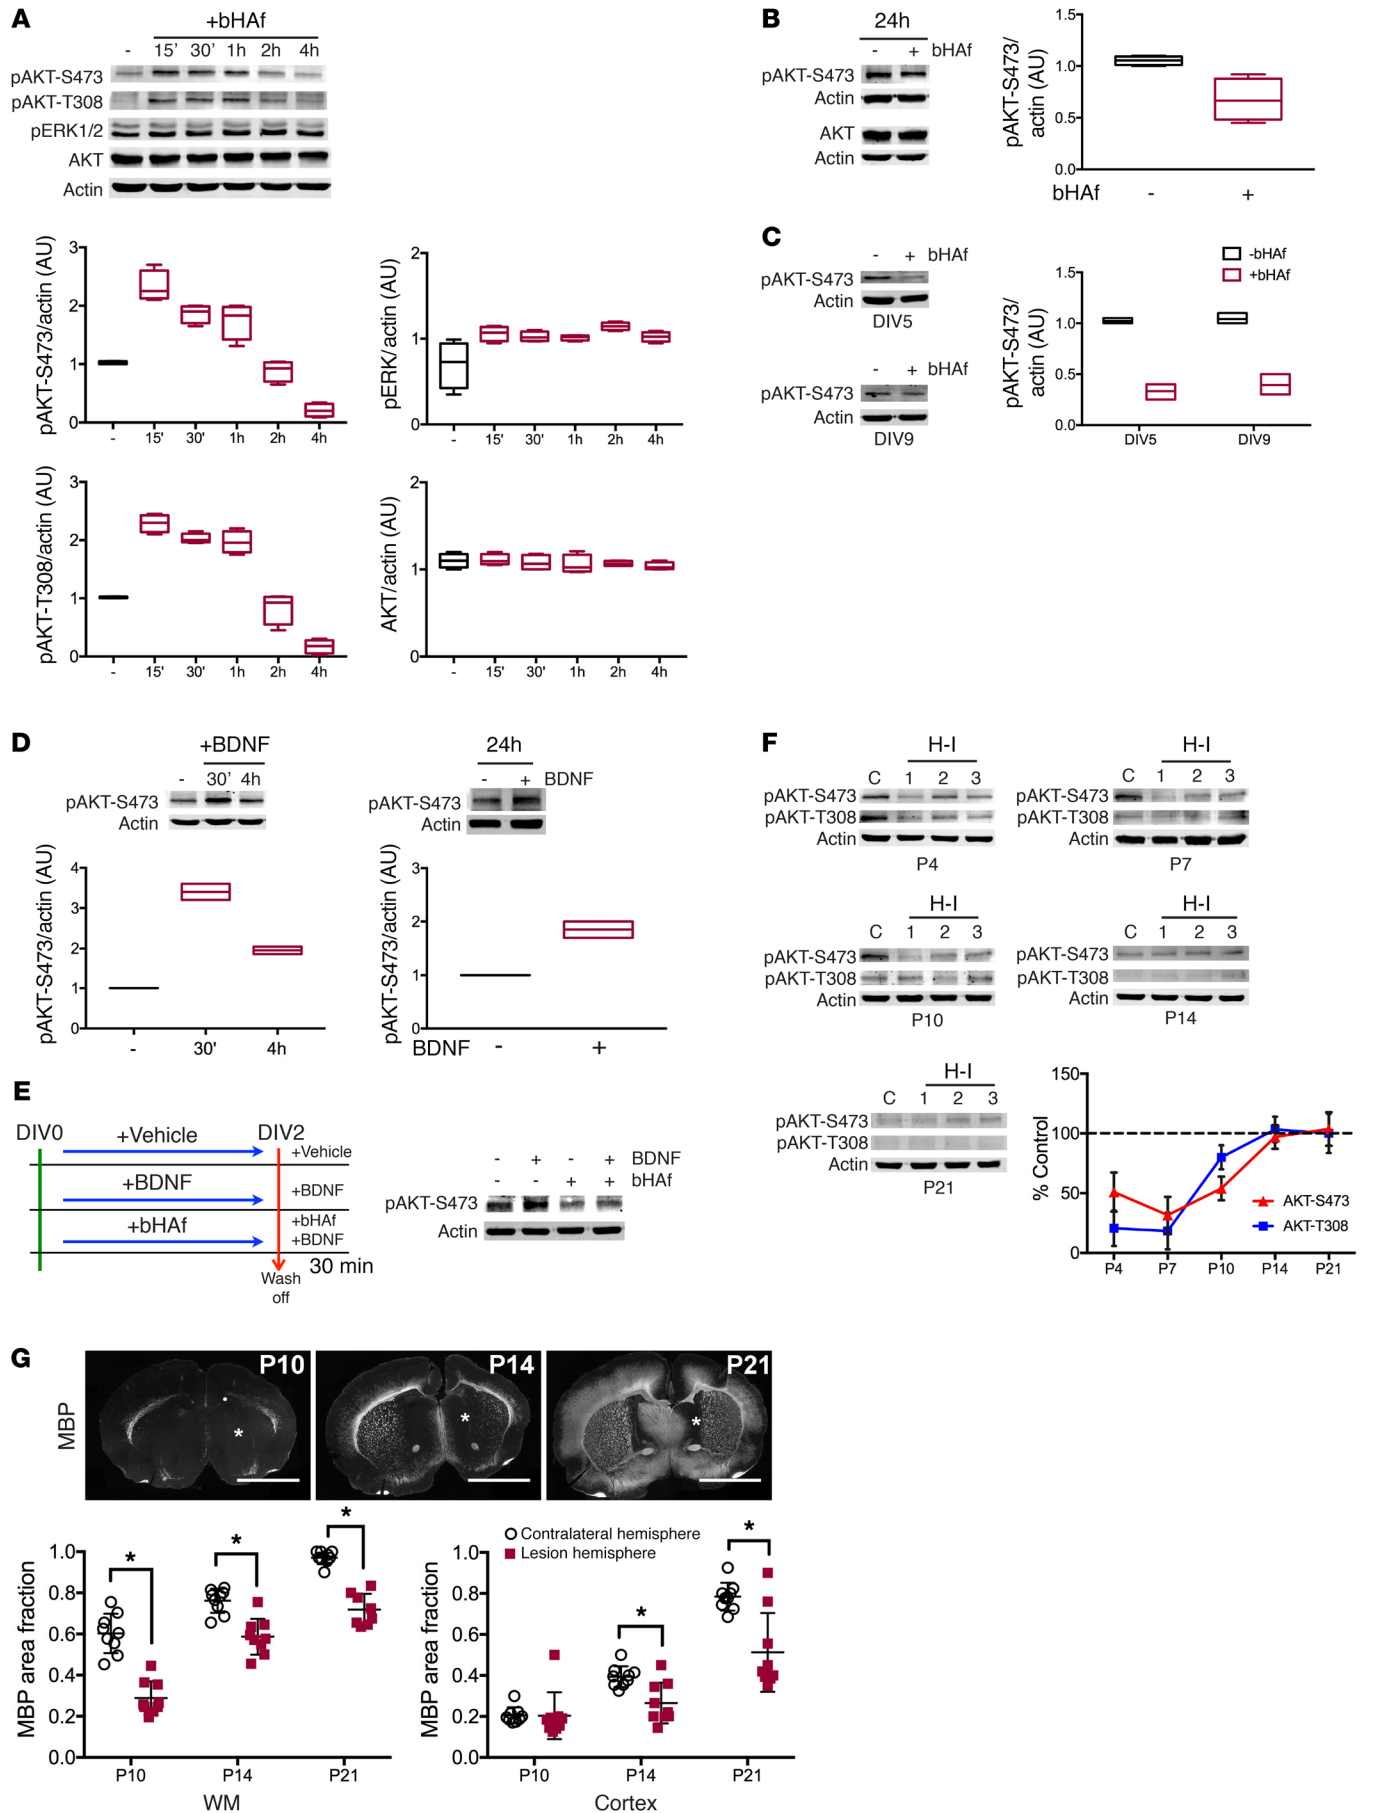 A
+bHAf
- 15' 30' 1h 2h 4h
pAKT-S473
pAKT-T308
pERK1/2
AKT
Actin
pAKT-S473/actin (AU)
3
2
1
0
- 15' 30' 1h 2h 4h
pERK/actin (AU)
2
1
0
- 15' 30' 1h 2h 4h
pAKT-T308/actin (AU)
3
2
1
0
- 15' 30' 1h 2h 4h
AKT/actin (AU)
2
1
0
- 15' 30' 1h 2h 4h
B
24h
- + bHAf
pAKT-S473
Actin
AKT
Actin
pAKT-S473/
actin (AU)
1.5
1.0
0.5
0.0
bHAf - +
C
- + bHAf
pAKT-S473
Actin
DIV5
- + bHAf
pAKT-S473
Actin
DIV9
-bHAf
+bHAf
pAKT-S473/
actin (AU)
1.5
1.0
0.5
0.0
DIV5 DIV9
D
+BDNF
- 30' 4h
pAKT-S473
Actin
pAKT-S473/actin (AU)
4
3
2
1
0
- 30' 4h
24h
- + BDNF
pAKT-S473
Actin
pAKT-S473/actin (AU)
3
2
1
0
BDNF - +
E
DIV0 +Vehicle DIV2
+Vehicle
+BDNF
+BDNF
+bHAf
+bHAf
+BDNF
30 min
Wash
off
- + - + BDNF
- - + + bHAf
pAKT-S473
Actin
F
H-I
C 1 2 3
pAKT-S473
pAKT-T308
Actin
P4
H-I
C 1 2 3
pAKT-S473
pAKT-T308
Actin
P7
H-I
C 1 2 3
pAKT-S473
pAKT-T308
Actin
P10
H-I
C 1 2 3
pAKT-S473
pAKT-T308
Actin
P14
H-I
C 1 2 3
pAKT-S473
pAKT-T308
Actin
P21
% Control
150
100
50
0
AKT-S473
AKT-T308
P4 P7 P10 P14 P21
G
MBP
P10
*
P14
*
P21
*
MBP area fraction
1.0
0.8
0.6
0.4
0.2
0.0
* * *
P10 P14 P21
WM
Contralateral hemisphere
Lesion hemisphere
MBP area fraction
1.0
0.8
0.6
0.4
0.2
0.0
* *
P10 P14 P21
Cortex